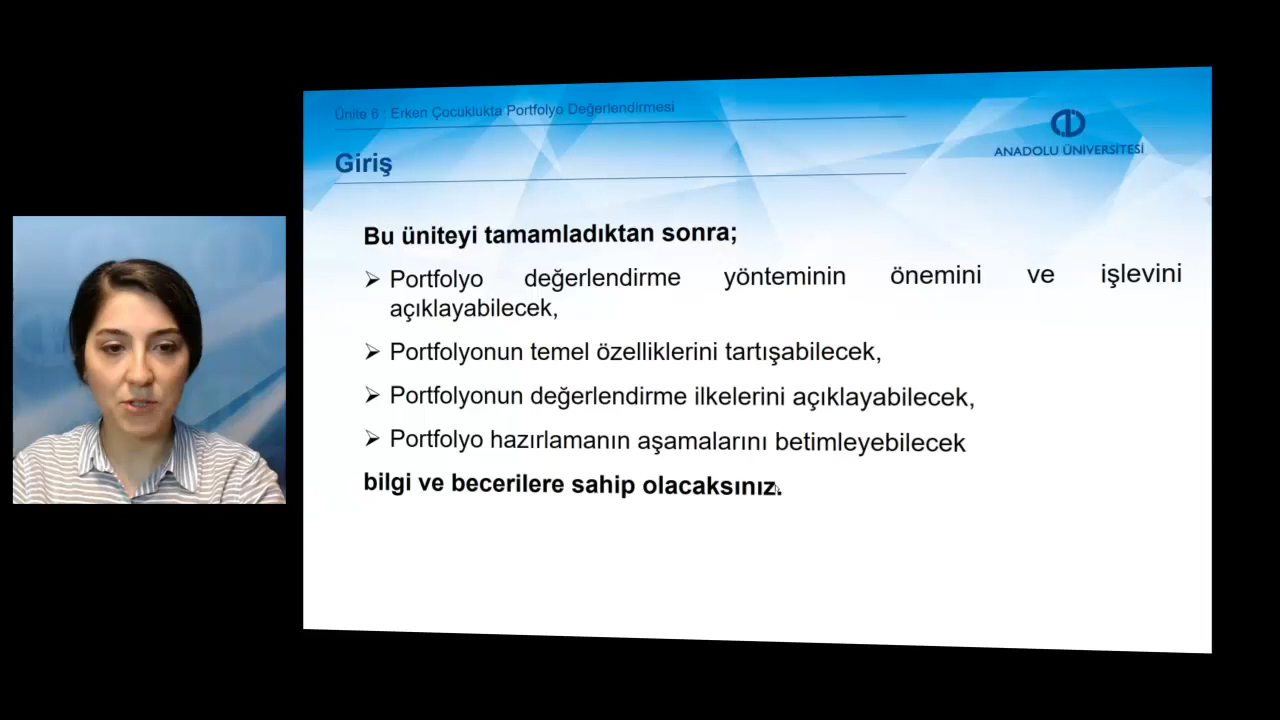 Ünite 6 : Erken Çocuklukta Portfolyo Değerlendirmesi
ANADOLU ÜNİVERSİTESİ
Giriş
Bu üniteyi tamamladıktan sonra;
➢ Portfolyo değerlendirme yönteminin önemini ve işlevini
açıklayabilecek,
➢ Portfolyonun temel özelliklerini tartışabilecek,
➢ Portfolyonun değerlendirme ilkelerini açıklayabilecek,
➢ Portfolyo hazırlamanın aşamalarını betimleyebilecek
bilgi ve becerilere sahip olacaksınız.